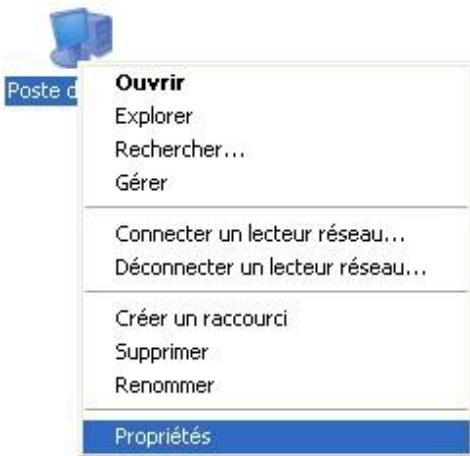 Poste d
Ouvrir
Explorer
Rechercher...
Gérer
Connecter un lecteur réseau...
Déconnecter un lecteur réseau...
Créer un raccourci
Supprimer
Renommer
Propriétés